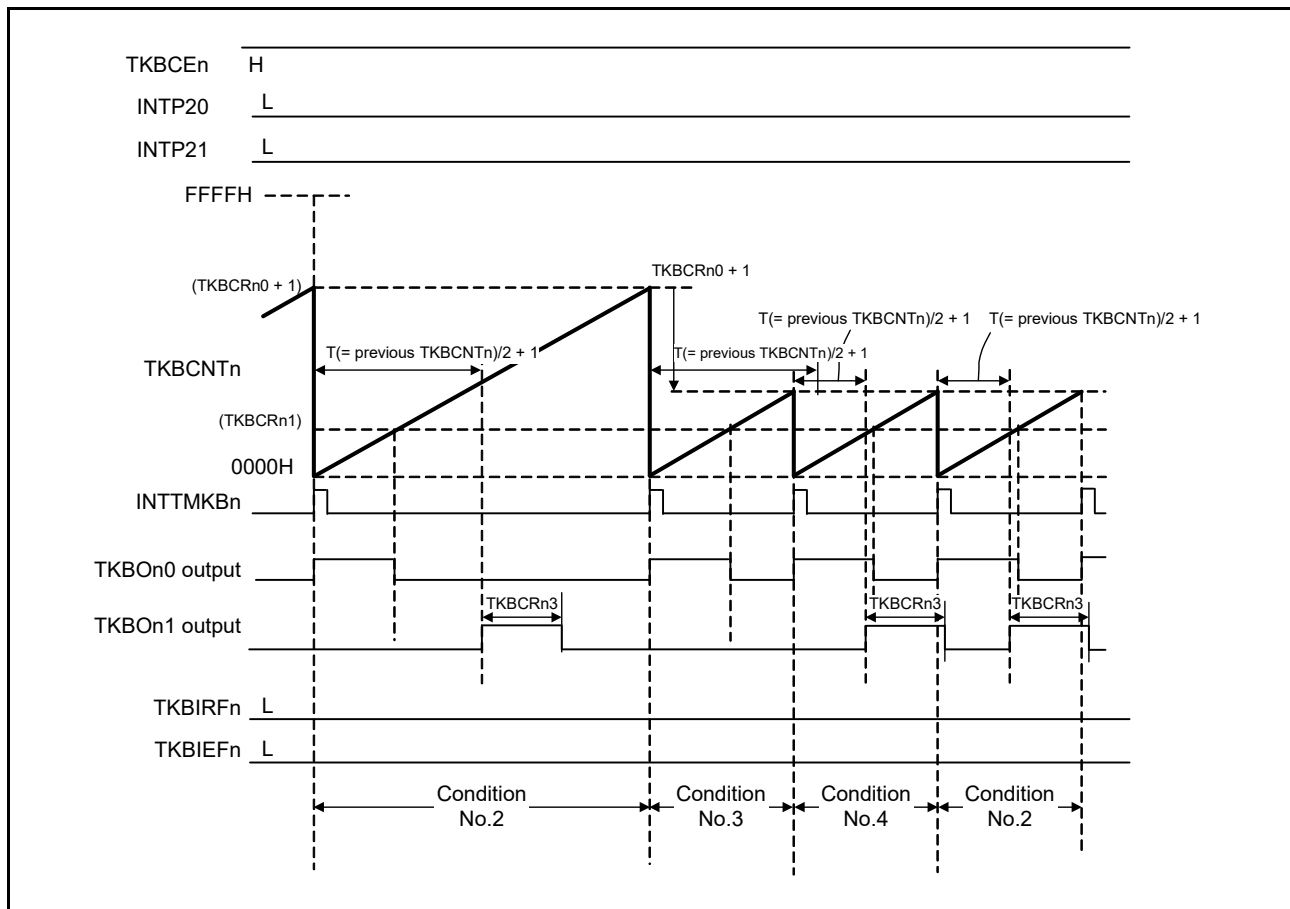 TKBCEn H
INTP20 L
INTP21 L
FFFFH
(TKBCRn0 + 1)
TKBCRn0 + 1
T(= previous TKBCNTn)/2 + 1
T(= previous TKBCNTn)/2 + 1
T(= previous TKBCNTn)/2 + 1
T(= previous TKBCNTn)/2 + 1
TKBCNTn
(TKBCRn1)
0000H
INTTMKBn
TKBOn0 output
TKBCRn3
TKBCRn3
TKBCRn3
TKBOn1 output
TKBIRFn L
TKBIEFn L
Condition
No.2
Condition
No.3
Condition
No.4
Condition
No.2